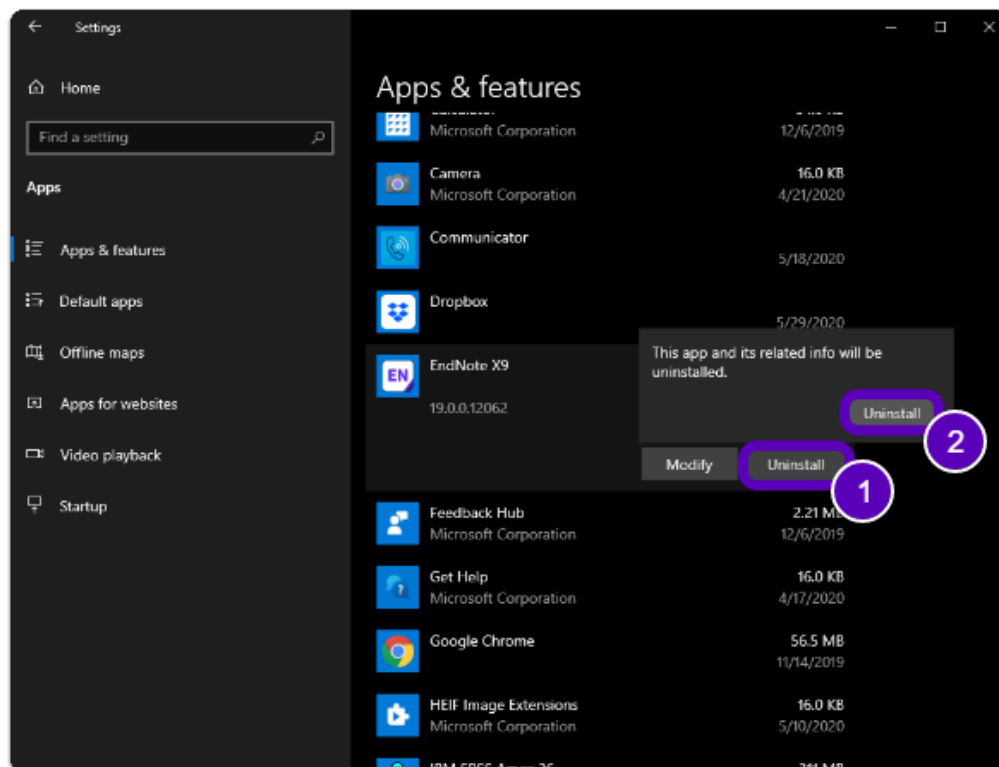 Settings
Home
Find a setting
Apps
Apps & features
Default apps
Offline maps
Apps for websites
Video playback
Startup
Apps & features
Microsoft Corporation
12/6/2019
Camera
16.0 KB
Microsoft Corporation
4/21/2020
Communicator
5/18/2020
Dropbox
5/29/2020
EndNote X9
EN
19.0.0.12062
This app and its related info will be
uninstalled.
Uninstall
2
Modify
Uninstall
1
Feedback Hub
2.21
Microsoft Corporation
12/6/2019
Get Help
16.0 KB
Microsoft Corporation
4/17/2020
Google Chrome
56.5 MB
11/14/2019
HEIF Image Extensions
16.0 KB
Microsoft Corporation
5/10/2020